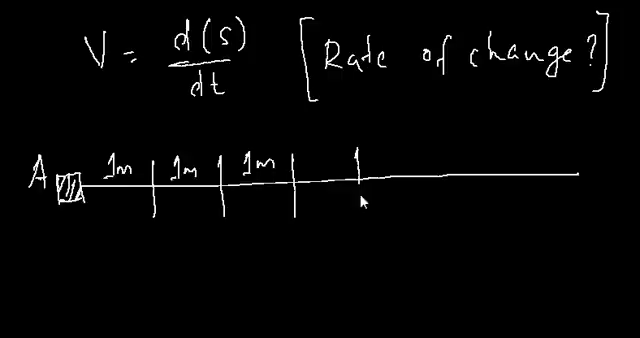 V = d(s)/dt [Rate of change?]
A 1m 1m 1m